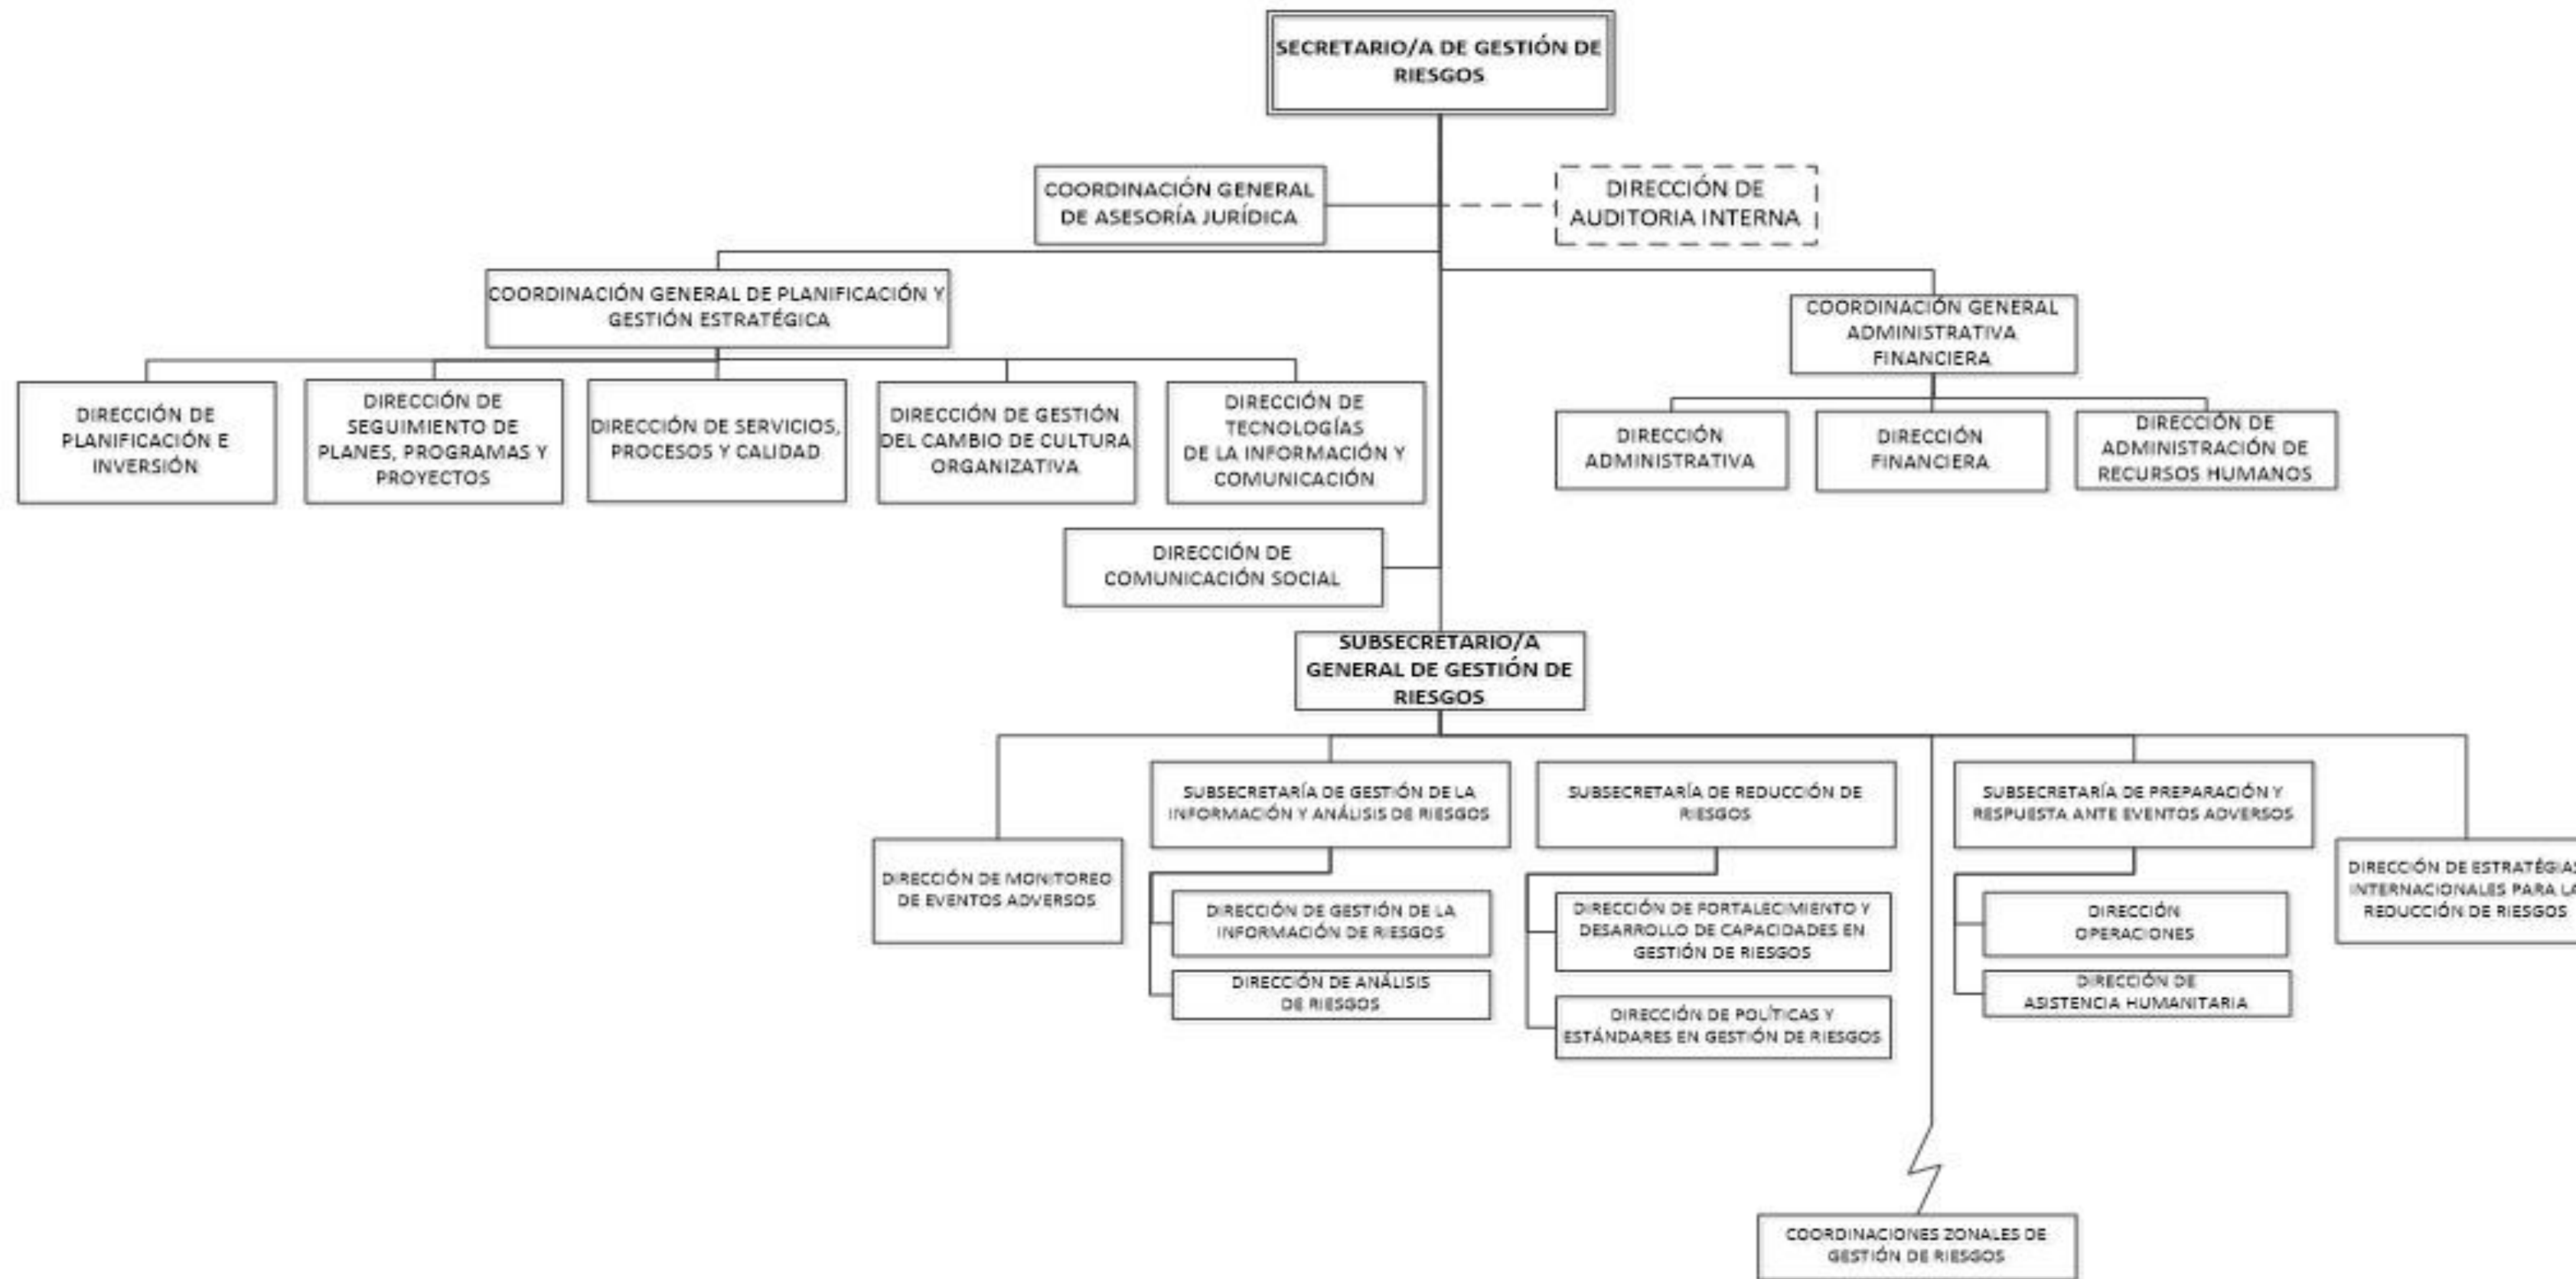 SECRETARIO/A DE GESTIÓN DE
RIESGOS
COORDINACIÓN GENERAL
DE ASESORÍA JURÍDICA
DIRECCIÓN DE
AUDITORIA INTERNA
COORDINACIÓN GENERAL DE PLANIFICACIÓN Y
GESTIÓN ESTRATÉGICA
COORDINACIÓN GENERAL
ADMINISTRATIVA
FINANCIERA
DIRECCIÓN DE
PLANIFICACIÓN E
INVERSIÓN
DIRECCIÓN DE
SEGUIMIENTO DE
PLANES, PROGRAMAS Y
PROYECTOS
DIRECCIÓN DE SERVICIOS,
PROCESOS Y CALIDAD
DIRECCIÓN DE GESTIÓN
DEL CAMBIO DE CULTURA
ORGANIZATIVA
DIRECCIÓN DE
TECNOLOGÍAS
DE LA INFORMACIÓN Y
COMUNICACIÓN
DIRECCIÓN
ADMINISTRATIVA
DIRECCIÓN
FINANCIERA
DIRECCIÓN DE
ADMINISTRACIÓN DE
RECURSOS HUMANOS
DIRECCIÓN DE
COMUNICACIÓN SOCIAL
SUBSECRETARIO/A
GENERAL DE GESTIÓN DE
RIESGOS
DIRECCIÓN DE MONITOREO
DE EVENTOS ADVERSOS
SUBSECRETARÍA DE GESTIÓN DE LA
INFORMACIÓN Y ANÁLISIS DE RIESGOS
DIRECCIÓN DE GESTIÓN DE LA
INFORMACIÓN DE RIESGOS
DIRECCIÓN DE ANÁLISIS
DE RIESGOS
SUBSECRETARÍA DE REDUCCIÓN DE
RIESGOS
DIRECCIÓN DE FORTALECIMIENTO Y
DESARROLLO DE CAPACIDADES EN
GESTIÓN DE RIESGOS
DIRECCIÓN DE POLÍTICAS Y
ESTÁNDARES EN GESTIÓN DE RIESGOS
SUBSECRETARÍA DE PREPARACIÓN Y
RESPUESTA ANTE EVENTOS ADVERSOS
DIRECCIÓN
OPERACIONES
DIRECCIÓN DE
ASISTENCIA HUMANITARIA
DIRECCIÓN DE ESTRATÉGIAS
INTERNACIONALES PARA LA
REDUCCIÓN DE RIESGOS
COORDINACIONES ZONALES DE
GESTIÓN DE RIESGOS